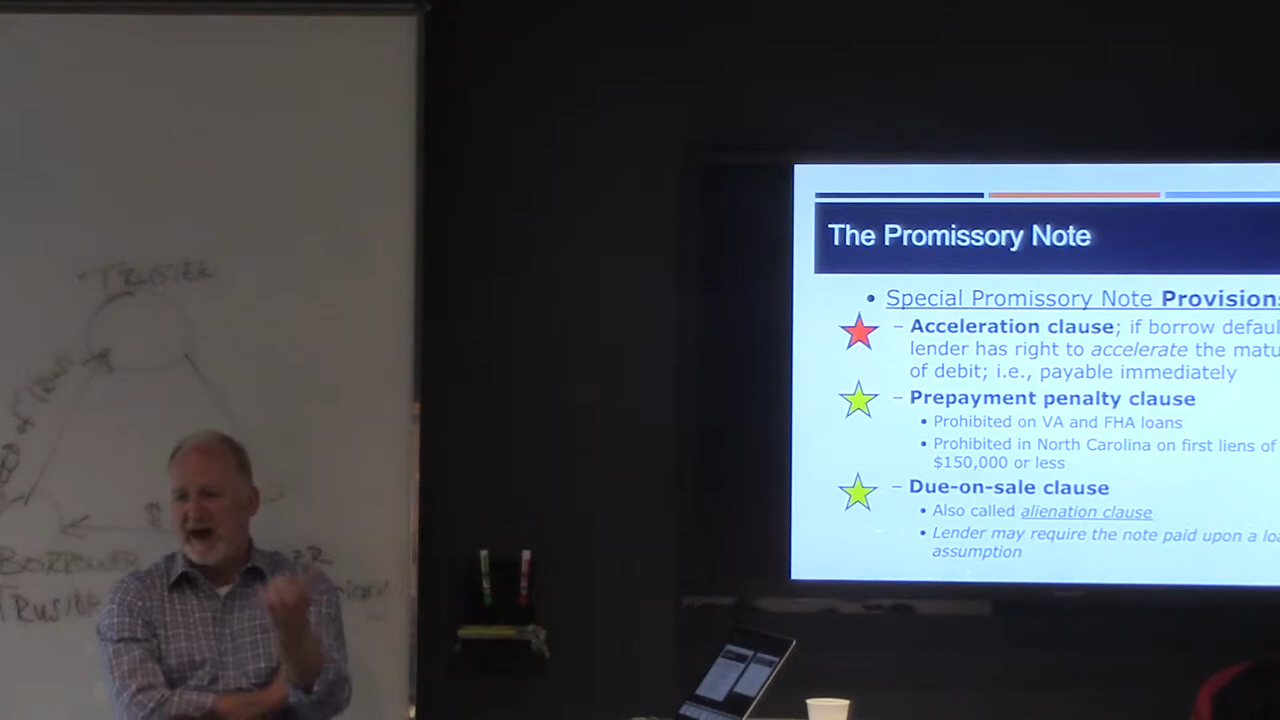 TRUSTEE
BORROWER
The Promissory Note
• Special Promissory Note Provisions
– Acceleration clause; if borrow defaul
lender has right to accelerate the matu
of debit; i.e., payable immediately
– Prepayment penalty clause
• Prohibited on VA and FHA loans
• Prohibited in North Carolina on first liens of
$150,000 or less
– Due-on-sale clause
• Also called alienation clause
• Lender may require the note paid upon a loa
assumption